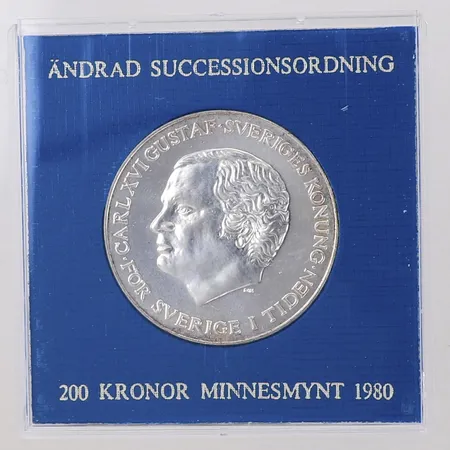 ÄNDRAD SUCCESSIONSORDNING
·CARL XVI GUSTAF·SVERIGES KONUNG·
FÖR SVERIGE I TIDEN
200 KRONOR MINNESMYNT 1980